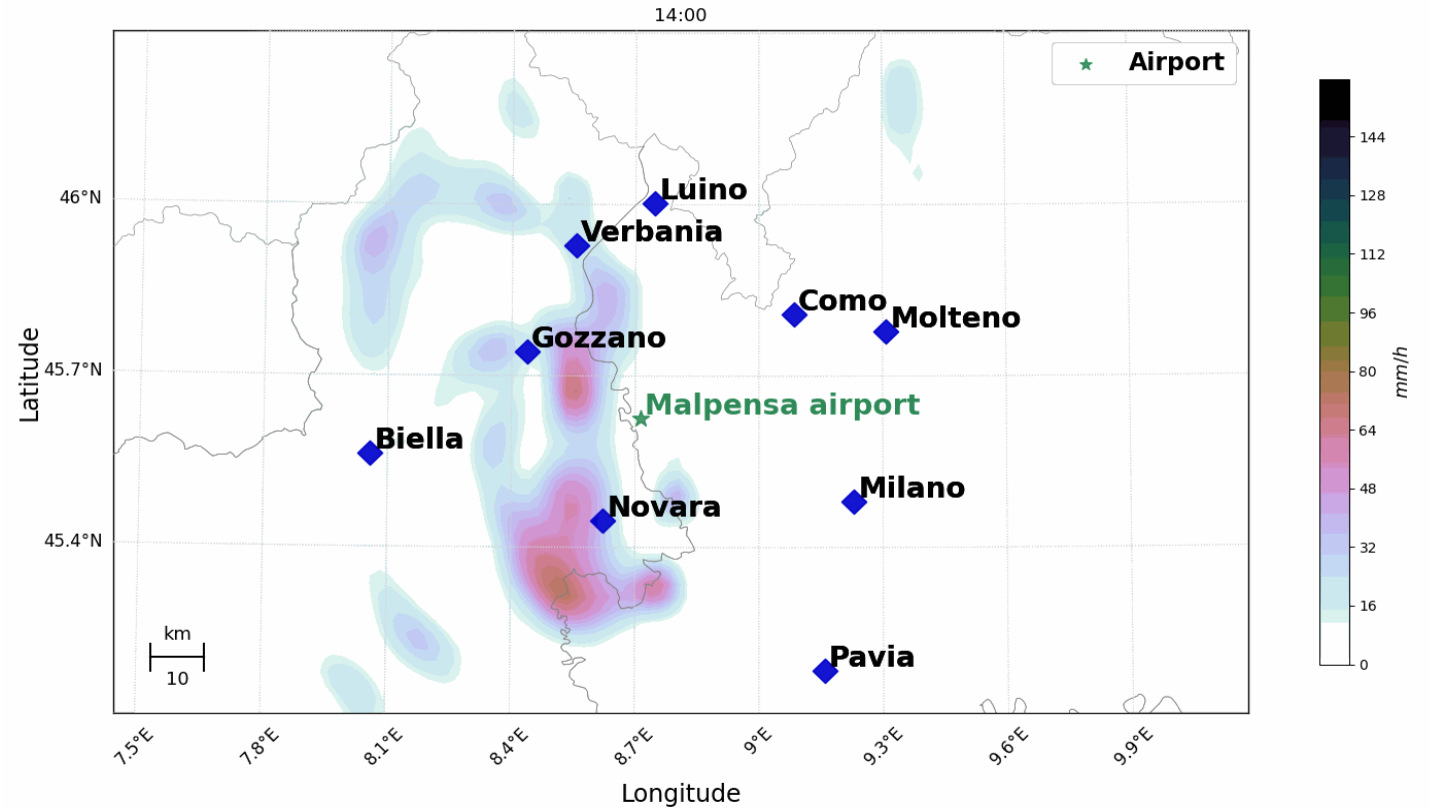 14:00
Airport
Luino
46°N
Verbania
Como
Molteno
Gozzano
45.7°N
Malpensa airport
Biella
Milano
Novara
45.4°N
km
10
Pavia
7.5°E
7.8°E
8.1°E
8.4°E
8.7°E
9°E
9.3°E
9.6°E
9.9°E
Longitude
Latitude
144
128
112
96
80
64
48
32
16
0
mm/h